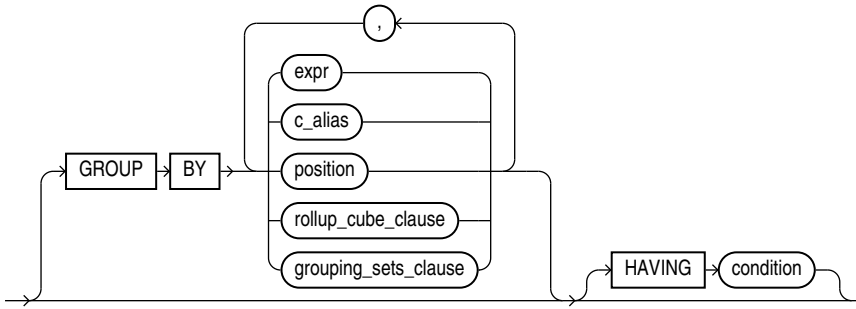 ,
expr
c_alias
GROUP BY position
rollup_cube_clause
grouping_sets_clause
HAVING condition